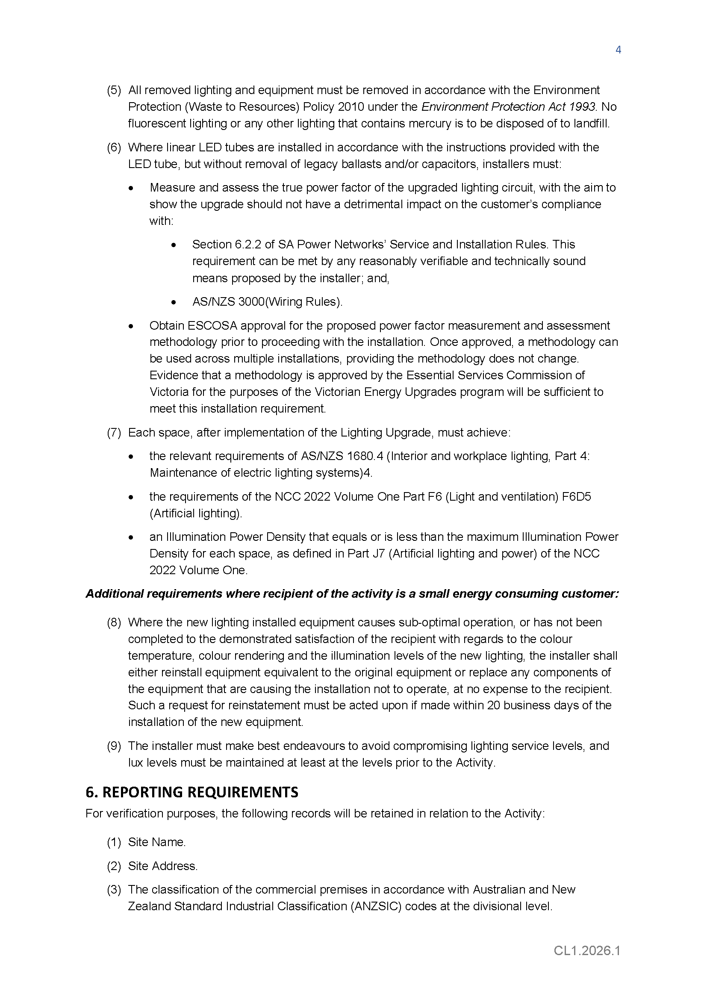 4
(5) All removed lighting and equipment must be removed in accordance with the Environment
Protection (Waste to Resources) Policy 2010 under the Environment Protection Act 1993. No
fluorescent lighting or any other lighting that contains mercury is to be disposed of to landfill.
(6) Where linear LED tubes are installed in accordance with the instructions provided with the
LED tube, but without removal of legacy ballasts and/or capacitors, installers must:
• Measure and assess the true power factor of the upgraded lighting circuit, with the aim to
show the upgrade should not have a detrimental impact on the customer’s compliance
with:
• Section 6.2.2 of SA Power Networks’ Service and Installation Rules. This
requirement can be met by any reasonably verifiable and technically sound
means proposed by the installer; and,
• AS/NZS 3000(Wiring Rules).
• Obtain ESCOSA approval for the proposed power factor measurement and assessment
methodology prior to proceeding with the installation. Once approved, a methodology can
be used across multiple installations, providing the methodology does not change.
Evidence that a methodology is approved by the Essential Services Commission of
Victoria for the purposes of the Victorian Energy Upgrades program will be sufficient to
meet this installation requirement.
(7) Each space, after implementation of the Lighting Upgrade, must achieve:
• the relevant requirements of AS/NZS 1680.4 (Interior and workplace lighting, Part 4:
Maintenance of electric lighting systems)4.
• the requirements of the NCC 2022 Volume One Part F6 (Light and ventilation) F6D5
(Artificial lighting).
• an Illumination Power Density that equals or is less than the maximum Illumination Power
Density for each space, as defined in Part J7 (Artificial lighting and power) of the NCC
2022 Volume One.
Additional requirements where recipient of the activity is a small energy consuming customer:
(8) Where the new lighting installed equipment causes sub-optimal operation, or has not been
completed to the demonstrated satisfaction of the recipient with regards to the colour
temperature, colour rendering and the illumination levels of the new lighting, the installer shall
either reinstall equipment equivalent to the original equipment or replace any components of
the equipment that are causing the installation not to operate, at no expense to the recipient.
Such a request for reinstatement must be acted upon if made within 20 business days of the
installation of the new equipment.
(9) The installer must make best endeavours to avoid compromising lighting service levels, and
lux levels must be maintained at least at the levels prior to the Activity.
6. REPORTING REQUIREMENTS
For verification purposes, the following records will be retained in relation to the Activity:
(1) Site Name.
(2) Site Address.
(3) The classification of the commercial premises in accordance with Australian and New
Zealand Standard Industrial Classification (ANZSIC) codes at the divisional level.
CL1.2026.1